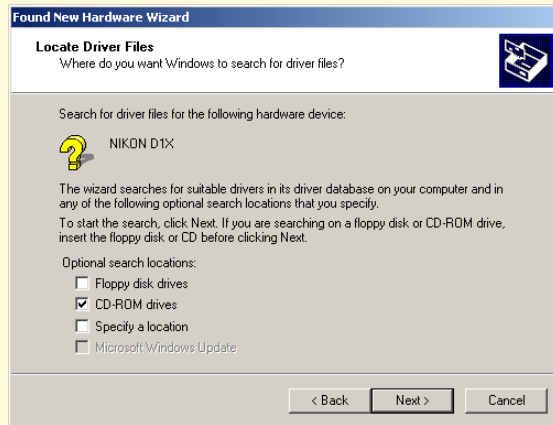 Found New Hardware Wizard
Locate Driver Files
Where do you want Windows to search for driver files?
Search for driver files for the following hardware device:
NIKON D1X
The wizard searches for suitable drivers in its driver database on your computer and in
any of the following optional search locations that you specify.
To start the search, click Next. If you are searching on a floppy disk or CD-ROM drive,
insert the floppy disk or CD before clicking Next.
Optional search locations:
Floppy disk drives
CD-ROM drives
Specify a location
Microsoft Windows Update
< Back Next > Cancel